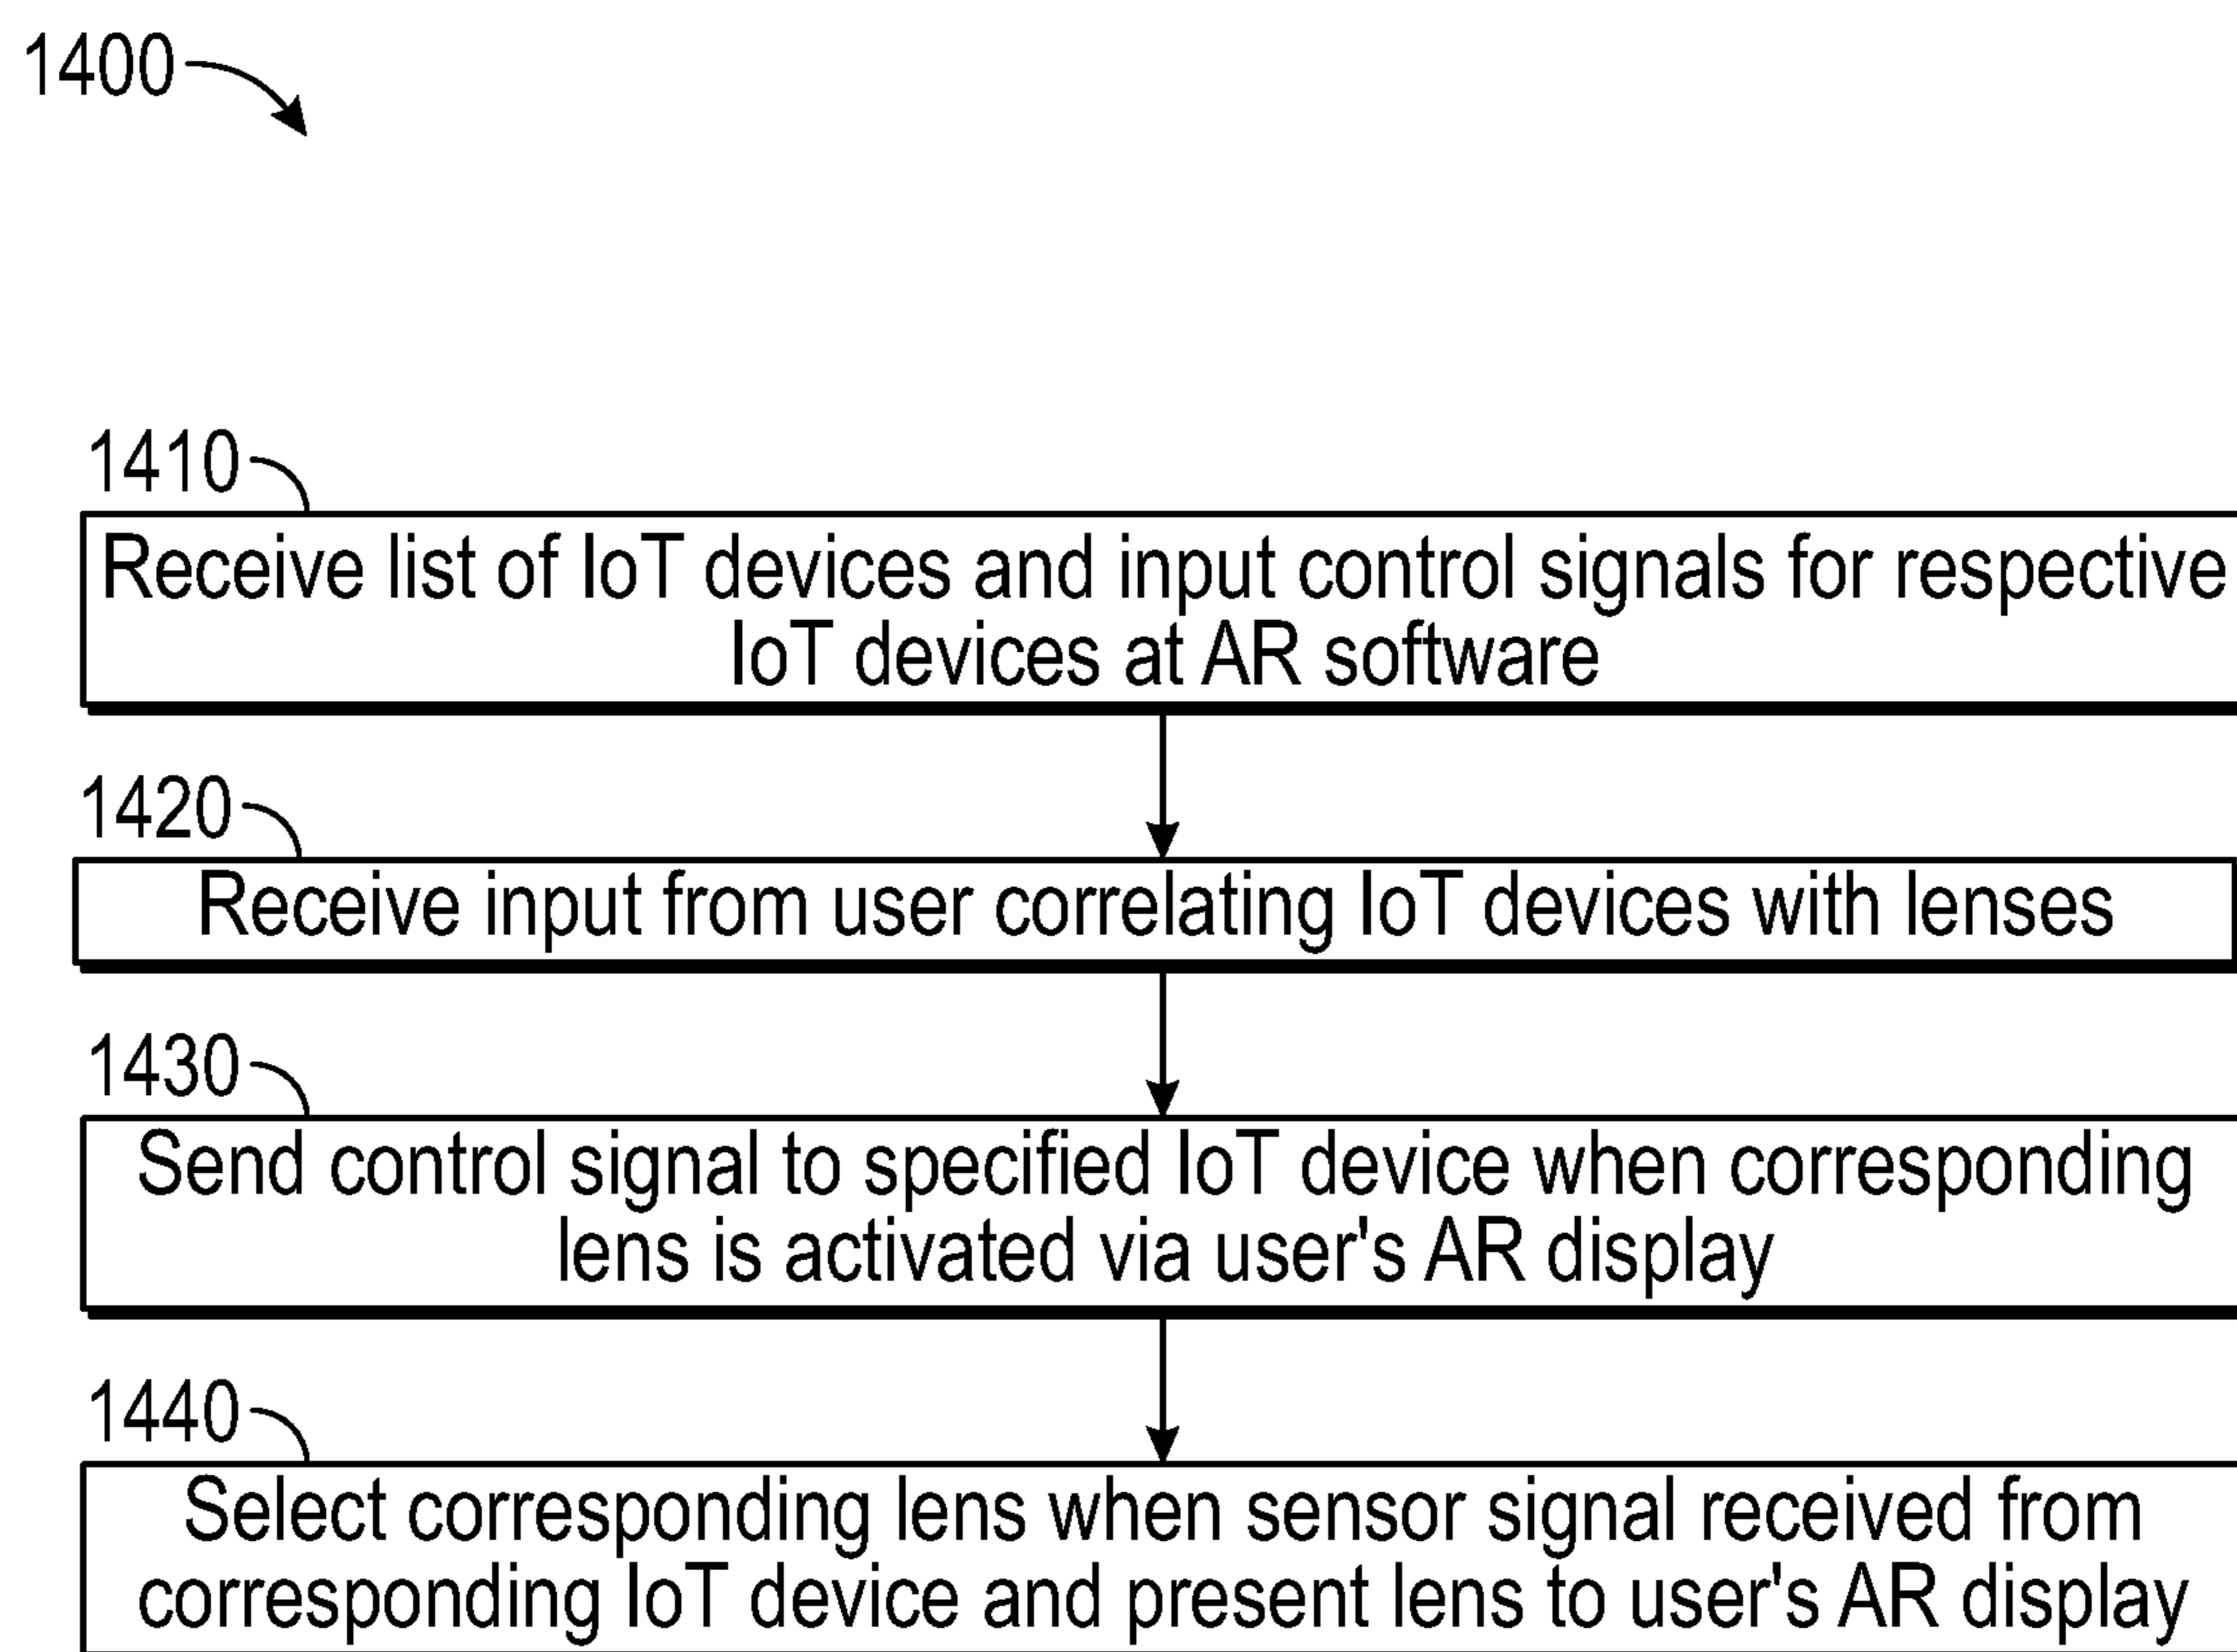 1400
1410
Receive list of IoT devices and input control signals for respective
IoT devices at AR software
1420
Receive input from user correlating IoT devices with lenses
1430
Send control signal to specified IoT device when corresponding
lens is activated via user's AR display
1440
Select corresponding lens when sensor signal received from
corresponding IoT device and present lens to user's AR display